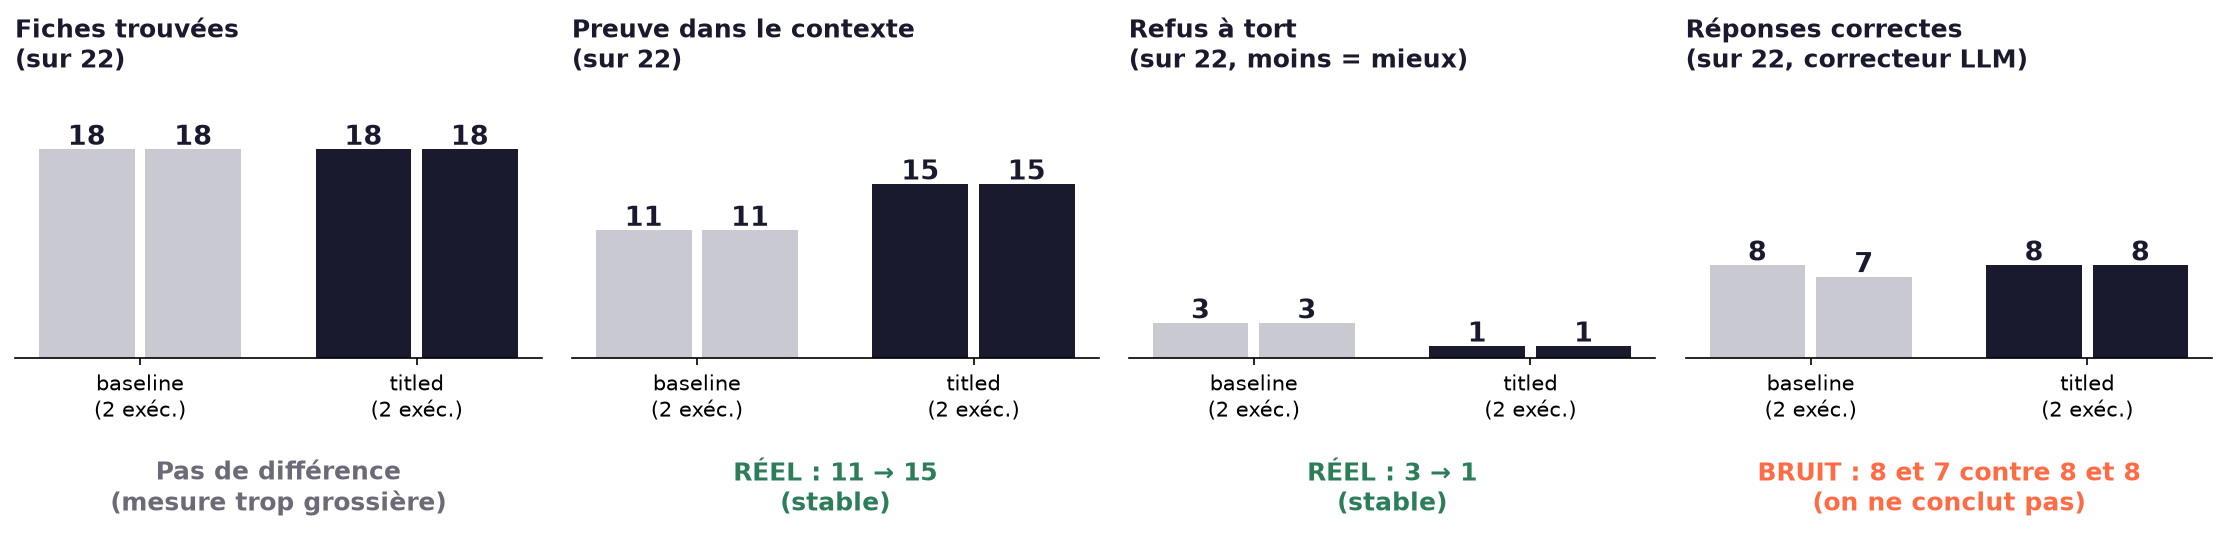 Fiches trouvées
(sur 22)
18 18 18 18
baseline
(2 exéc.)
titled
(2 exéc.)
Pas de différence
(mesure trop grossière)
Preuve dans le contexte
(sur 22)
11 11 15 15
baseline
(2 exéc.)
titled
(2 exéc.)
RÉEL : 11 → 15
(stable)
Refus à tort
(sur 22, moins = mieux)
3 3 1 1
baseline
(2 exéc.)
titled
(2 exéc.)
RÉEL : 3 → 1
(stable)
Réponses correctes
(sur 22, correcteur LLM)
8 7 8 8
baseline
(2 exéc.)
titled
(2 exéc.)
BRUIT : 8 et 7 contre 8 et 8
(on ne conclut pas)